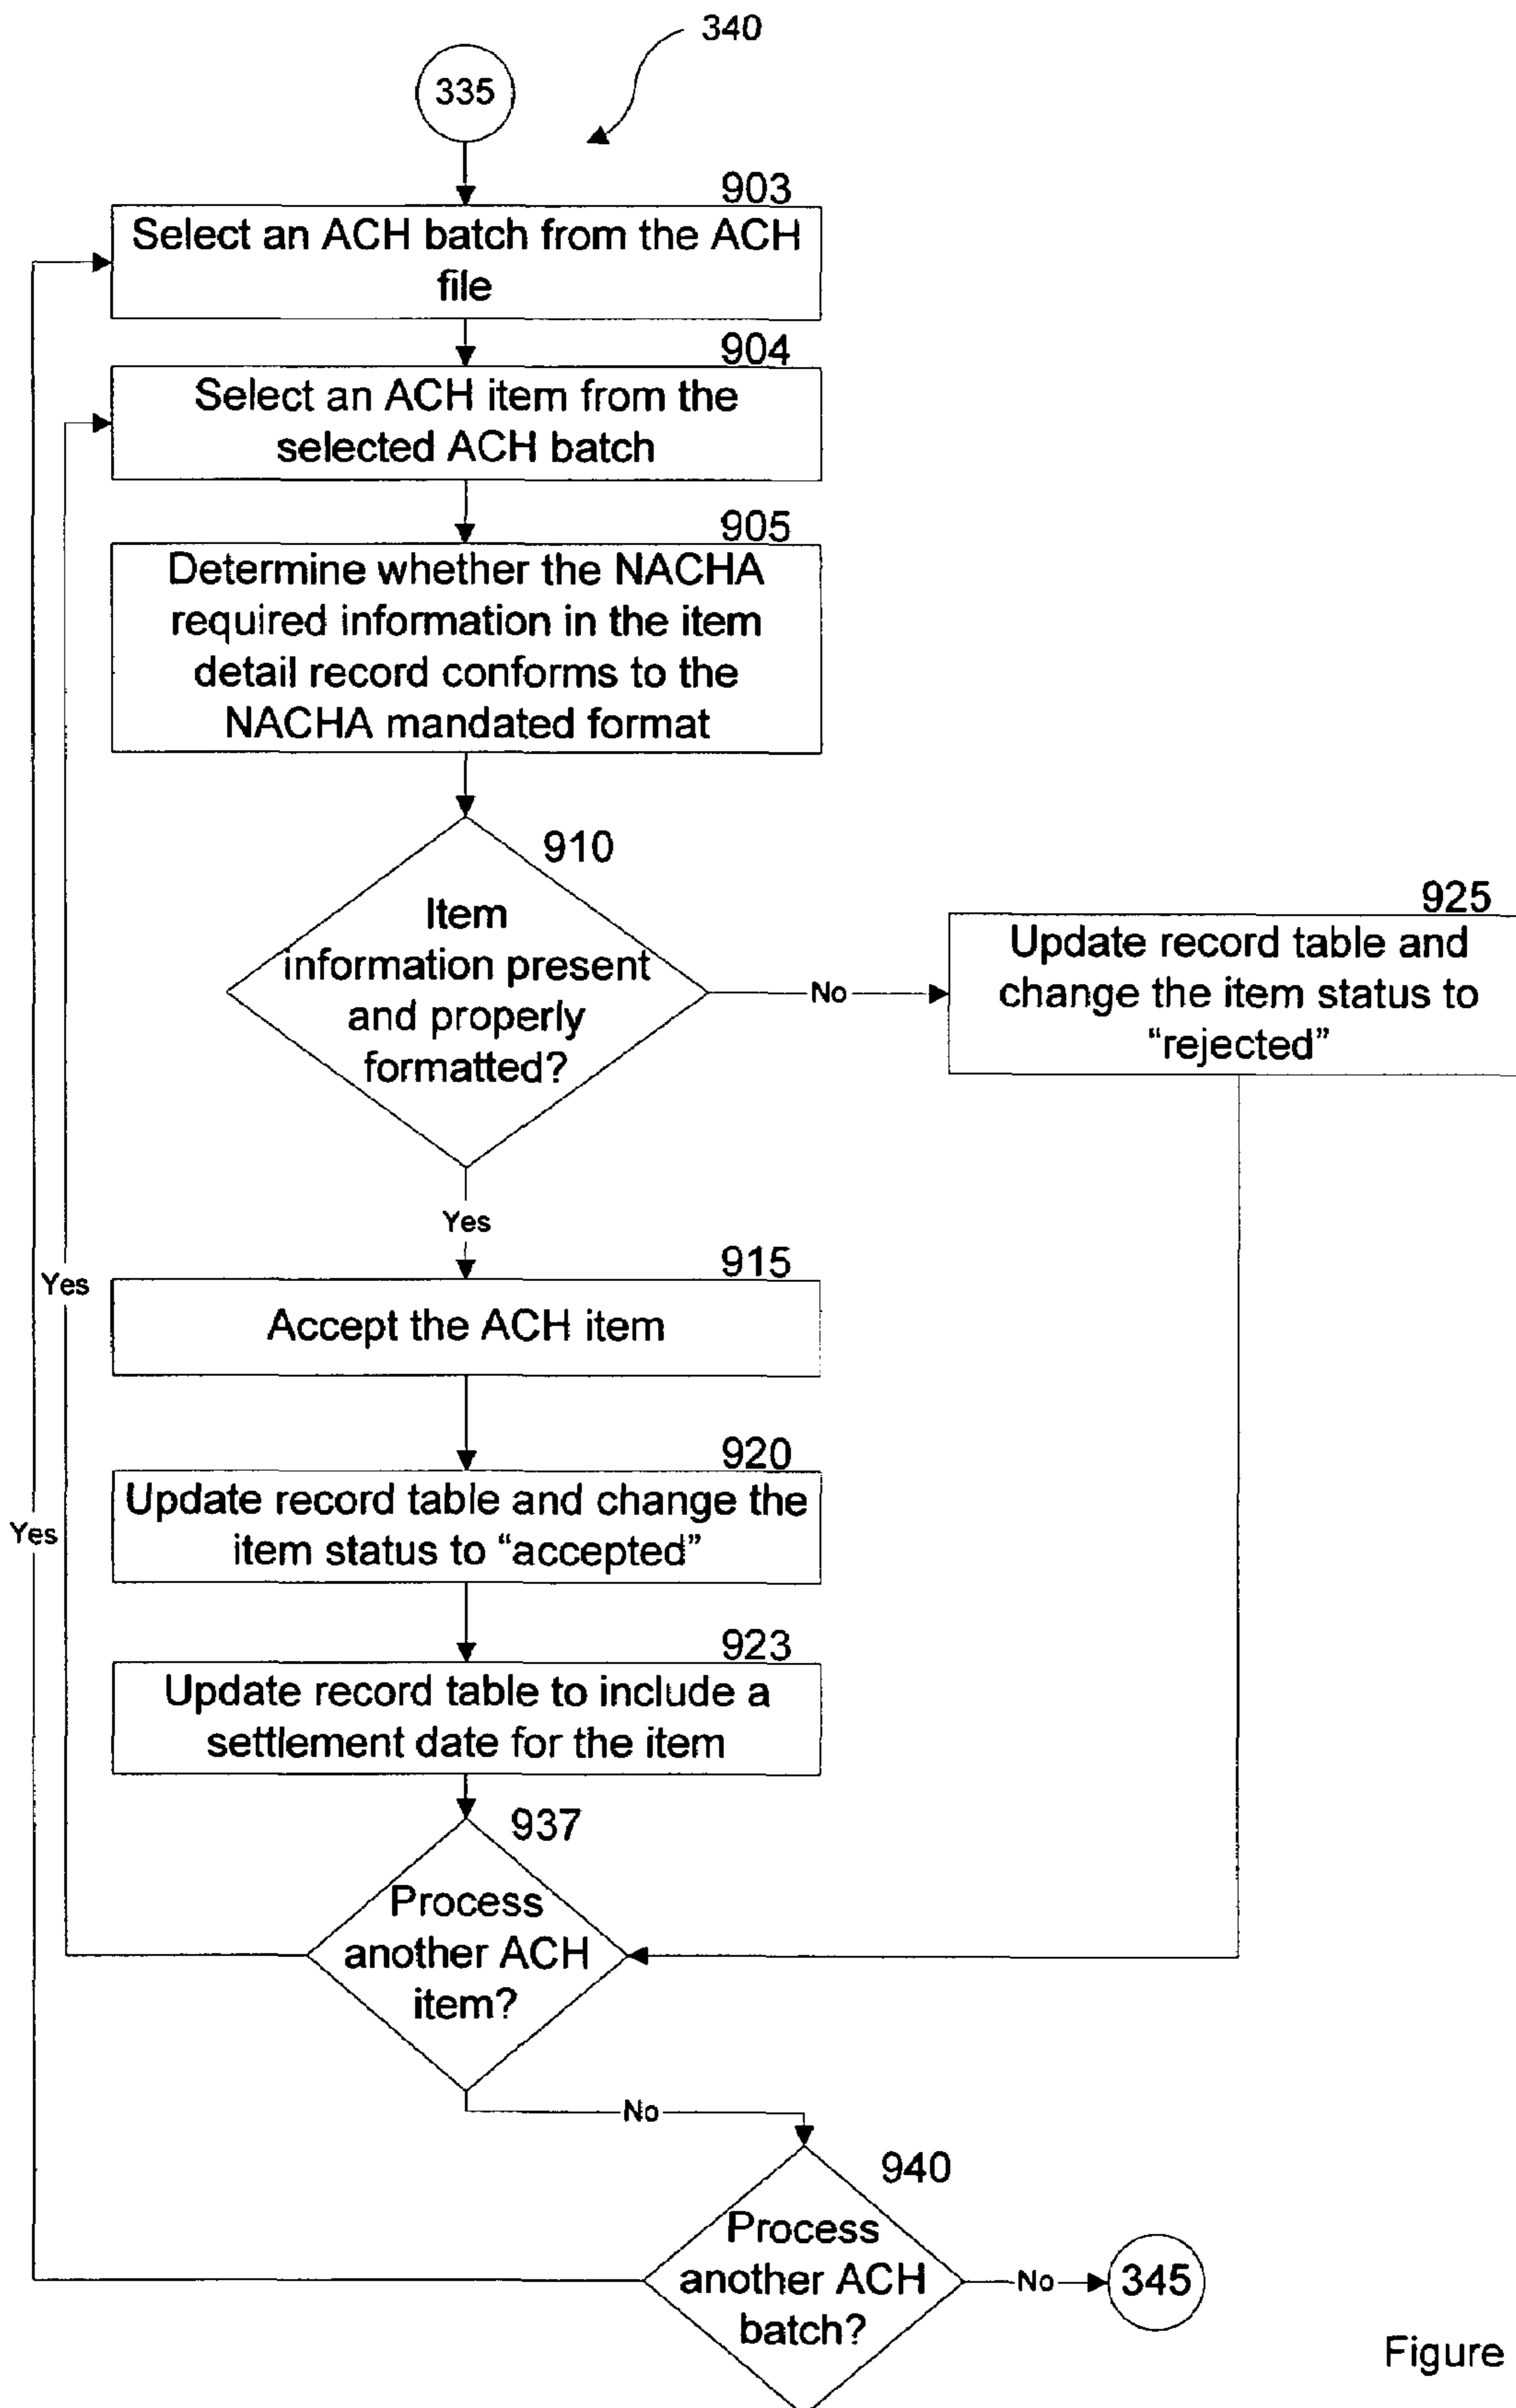 340
335
903
Select an ACH batch from the ACH
file
904
Select an ACH item from the
selected ACH batch
905
Determine whether the NACHA
required information in the item
detail record conforms to the
NACHA mandated format
910
Item
information present
and properly
formatted?
No
925
Update record table and
change the item status to
“rejected”
Yes
915
Accept the ACH item
Yes
920
Update record table and change the
item status to “accepted”
Yes
923
Update record table to include a
settlement date for the item
937
Process
another ACH
item?
No
940
Process
another ACH
batch?
No
345
Figure